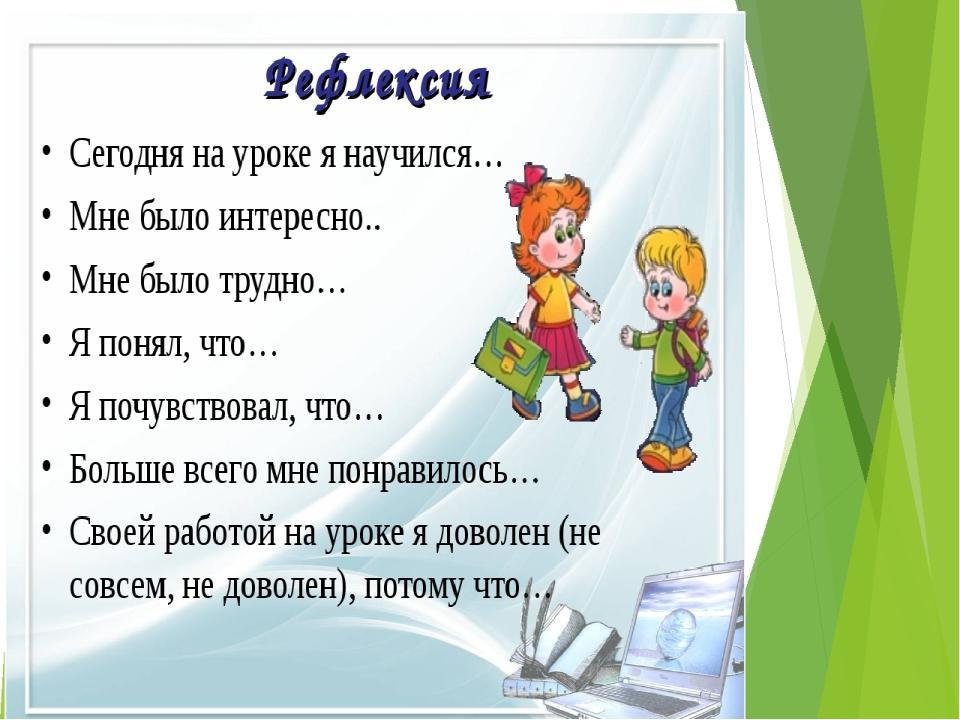 Рефлексия
• Сегодня на уроке я научился…
• Мне было интересно..
• Мне было трудно…
• Я понял, что…
• Я почувствовал, что…
• Больше всего мне понравилось…
• Своей работой на уроке я доволен (не
совсем, не доволен), потому что…